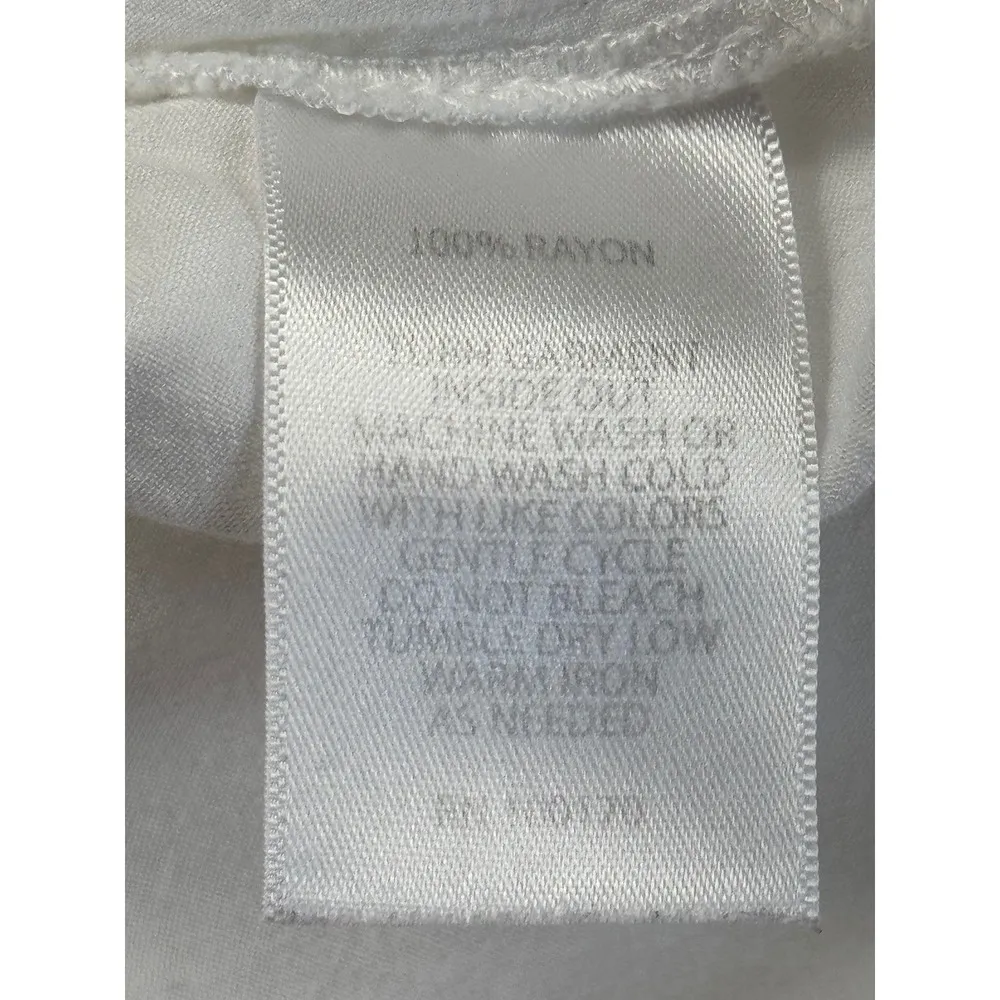 100% RAYON
GARMENT
INSIDE OUT
MACHINE WASH OR
HAND WASH COLD
WITH LIKE COLORS
GENTLE CYCLE
DO NOT BLEACH
TUMBLE DRY LOW
WARM IRON
AS NEEDED